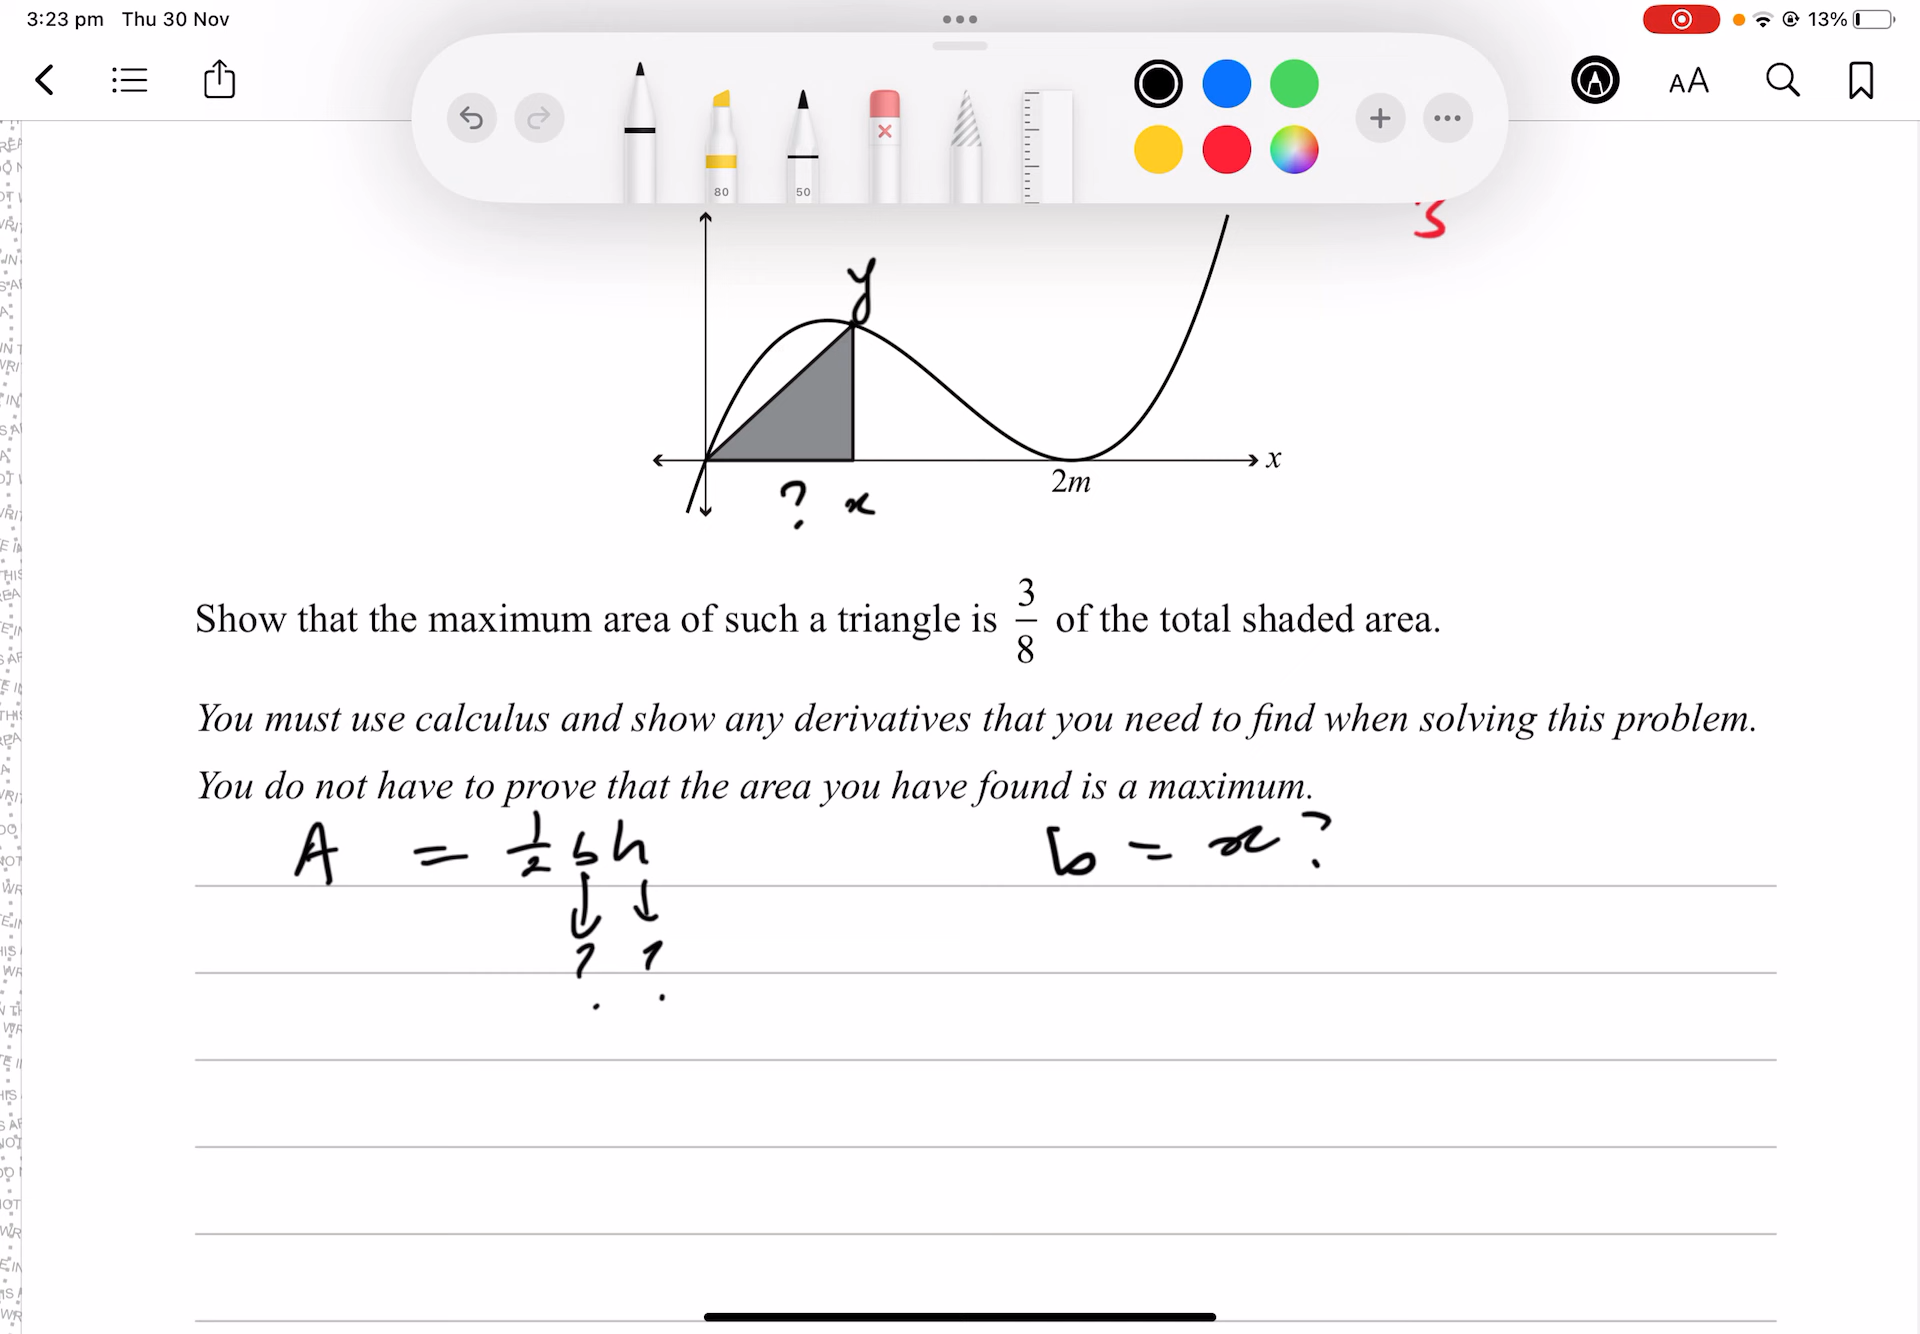 3:23 pm Thu 30 Nov
13%
AA
80
50
3
y
x
2m
? x
Show that the maximum area of such a triangle is 3/8 of the total shaded area.
You must use calculus and show any derivatives that you need to find when solving this problem.
You do not have to prove that the area you have found is a maximum.
A = 1/2 bh
b = x?
? ?